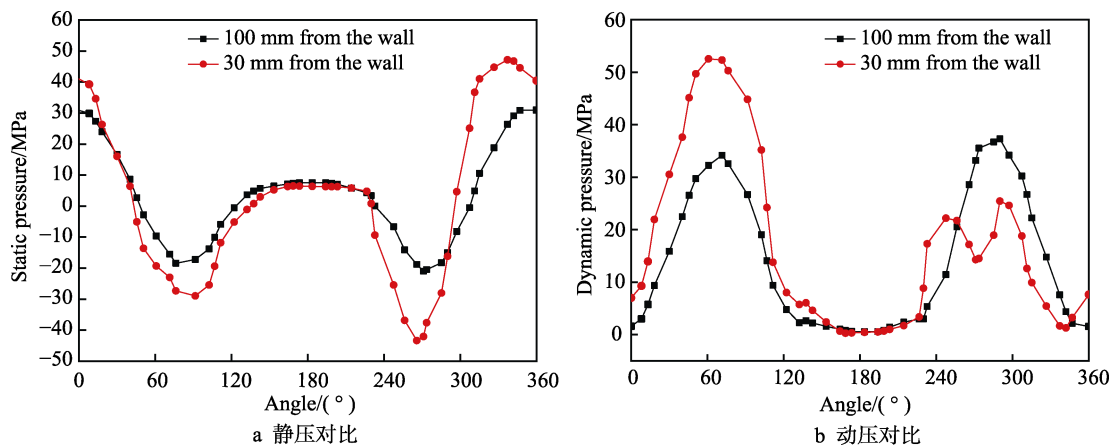 60
50
40
30
20
10
0
−10
−20
−30
−40
−50
Static pressure/MPa
100 mm from the wall
30 mm from the wall
0 60 120 180 240 300 360
Angle/( ° )
a 静压对比
60
50
40
30
20
10
0
Dynamic pressure/MPa
100 mm from the wall
30 mm from the wall
0 60 120 180 240 300 360
Angle/( ° )
b 动压对比